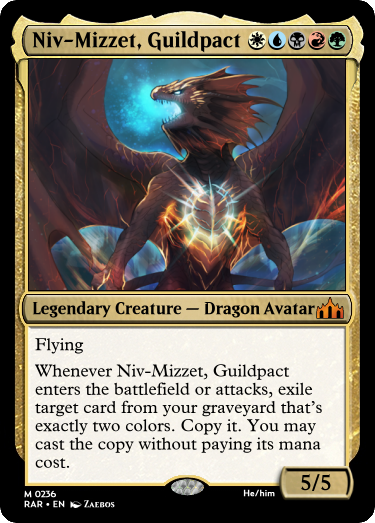 Niv-Mizzet, Guildpact
Legendary Creature — Dragon Avatar
Flying
Whenever Niv-Mizzet, Guildpact
enters the battlefield or attacks, exile
target card from your graveyard that's
exactly two colors. Copy it. You may
cast the copy without paying its mana
cost.
5/5
M 0236
RAR • EN Zaebos
He/him